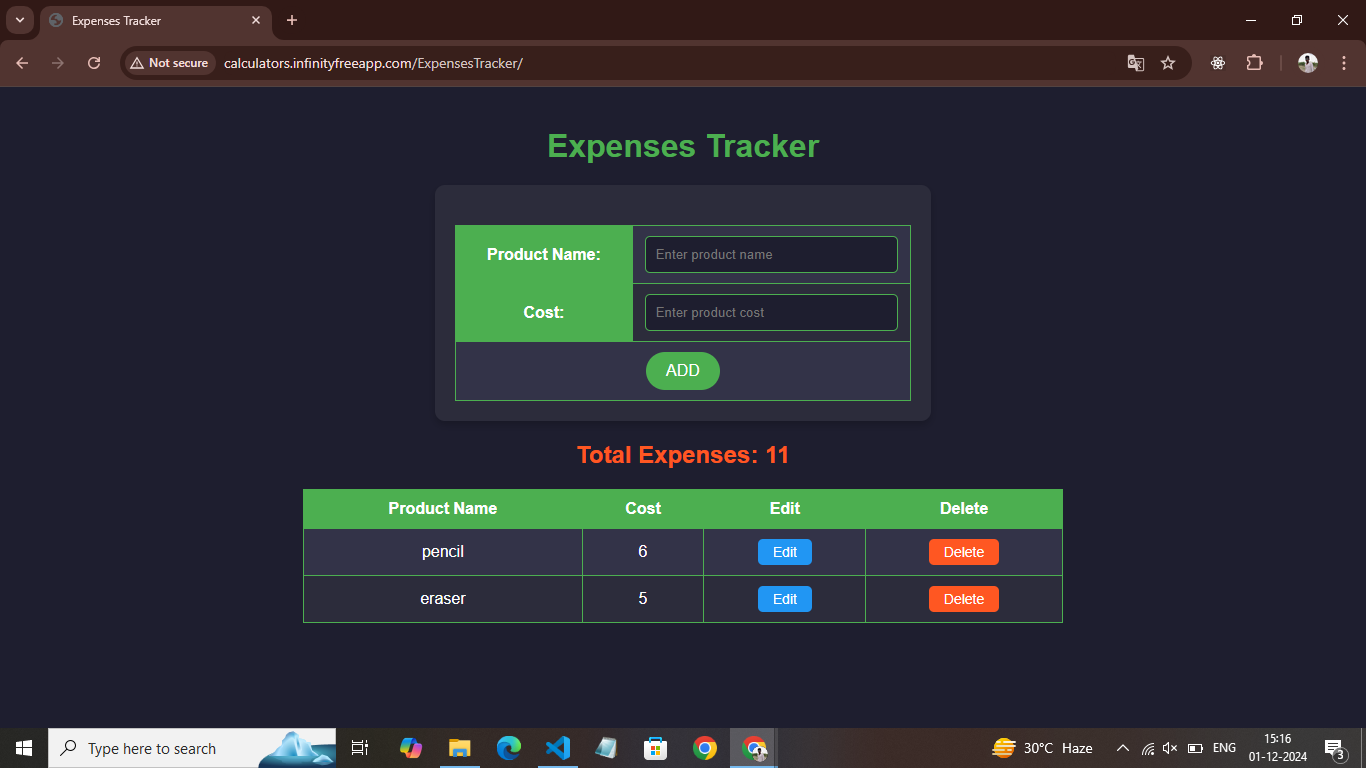 Expenses Tracker
Not secure calculators.infinityfreeapp.com/ExpensesTracker/
Expenses Tracker
Product Name: Enter product name
Cost: Enter product cost
ADD
Total Expenses: 11
Product Name Cost Edit Delete
pencil 6 Edit Delete
eraser 5 Edit Delete
Type here to search 30°C Haze ENG 15:16
01-12-2024 3